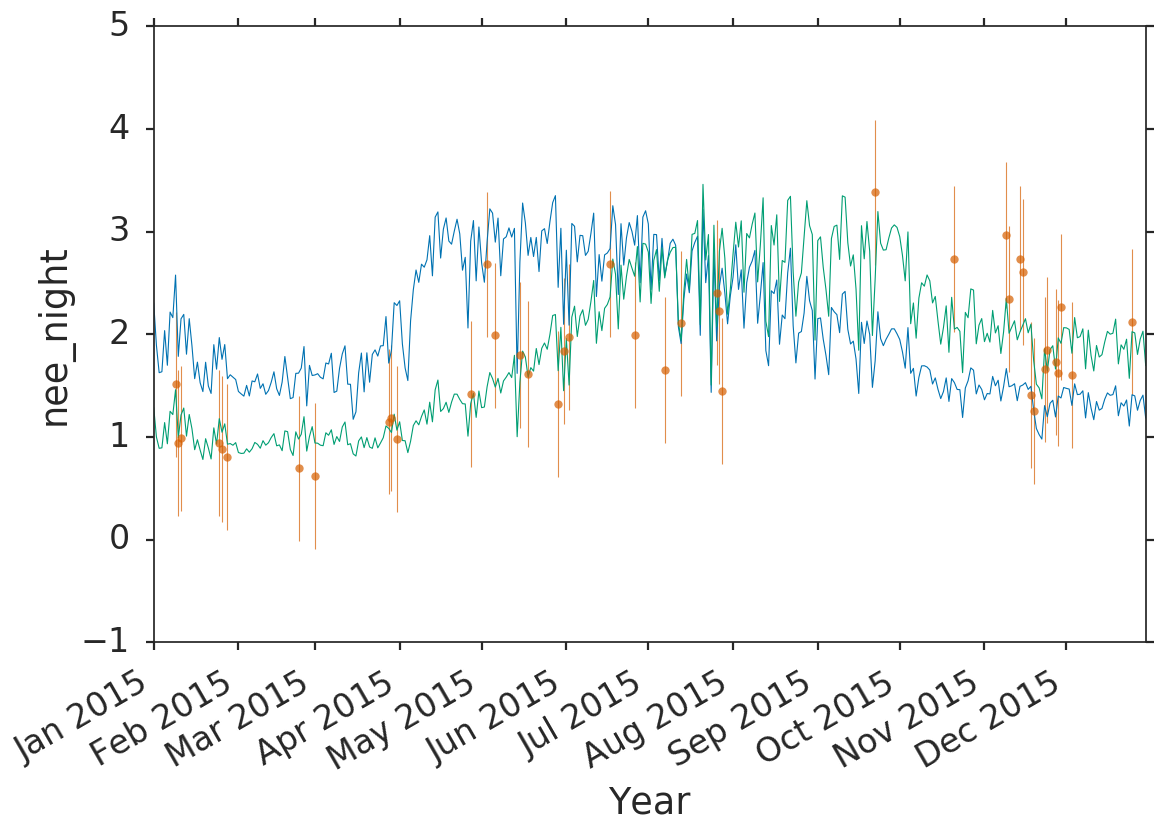 5
4
3
2
1
0
−1
nee_night
Jan 2015
Feb 2015
Mar 2015
Apr 2015
May 2015
Jun 2015
Jul 2015
Aug 2015
Sep 2015
Oct 2015
Nov 2015
Dec 2015
Year